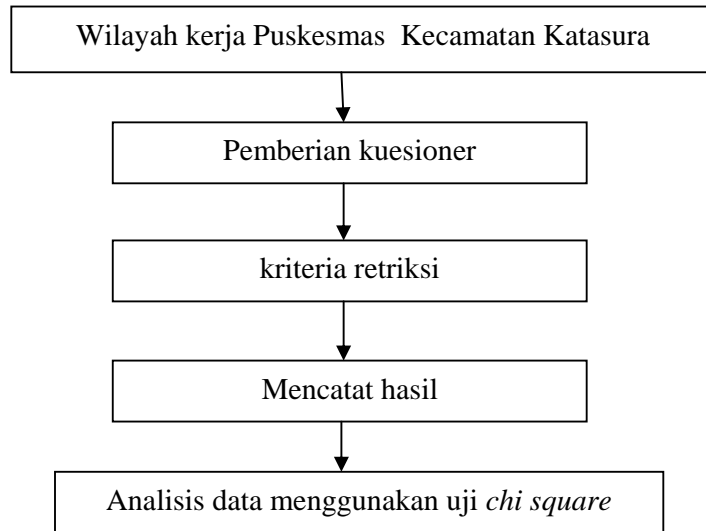 Wilayah kerja Puskesmas Kecamatan Katasura
Pemberian kuesioner
kriteria retriksi
Mencatat hasil
Analisis data menggunakan uji chi square